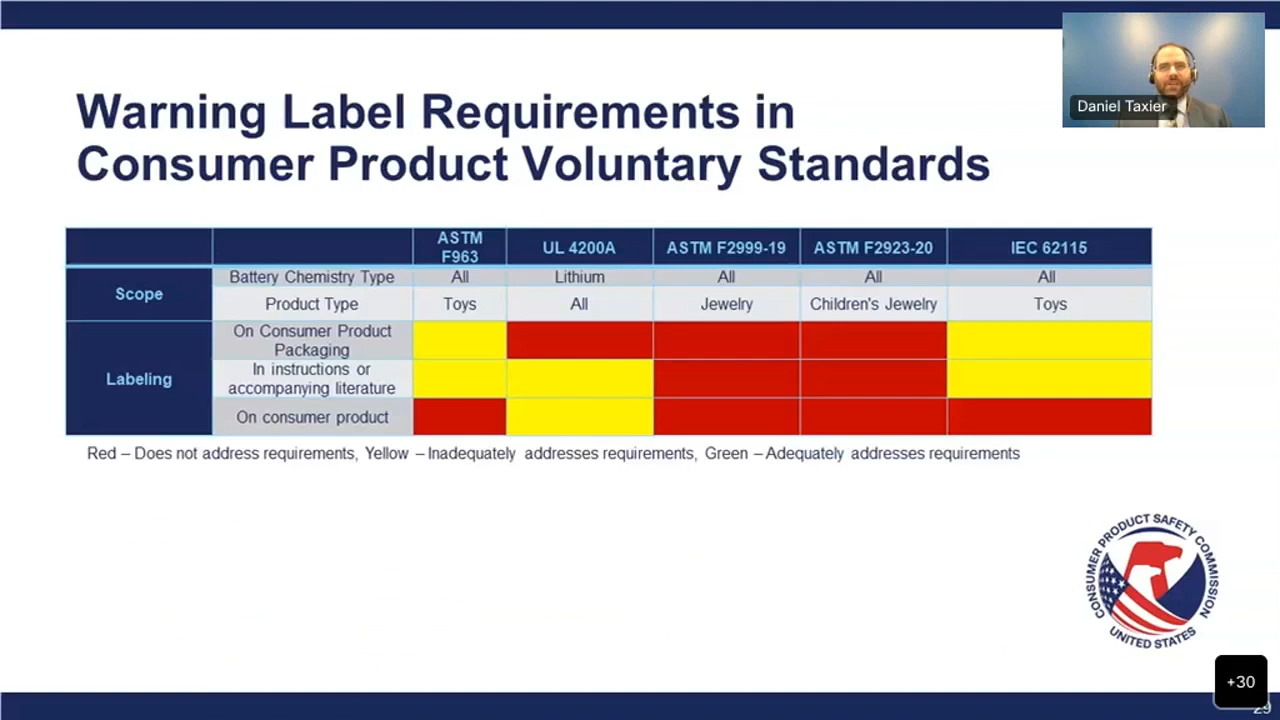 Daniel Taxier
Warning Label Requirements in
Consumer Product Voluntary Standards
ASTM
F963
UL 4200A
ASTM F2999-19
ASTM F2923-20
IEC 62115
Scope
Battery Chemistry Type
All
Lithium
All
All
All
Product Type
Toys
All
Jewelry
Children's Jewelry
Toys
Labeling
On Consumer Product
Packaging
In instructions or
accompanying literature
On consumer product
Red – Does not address requirements, Yellow – Inadequately addresses requirements, Green – Adequately addresses requirements
CONSUMER PRODUCT SAFETY COMMISSION
UNITED STATES
+30
29